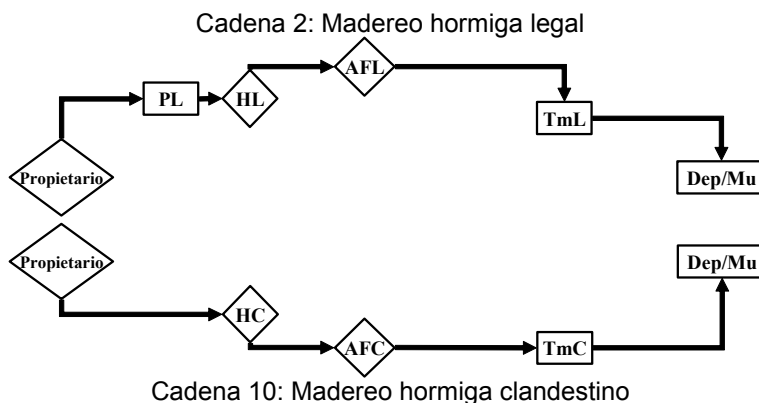 Cadena 2: Madereo hormiga legal
AFL
PL
HL
TmL
Propietario
Dep/Mu
Propietario
Dep/Mu
HC
AFC
TmC
Cadena 10: Madereo hormiga clandestino